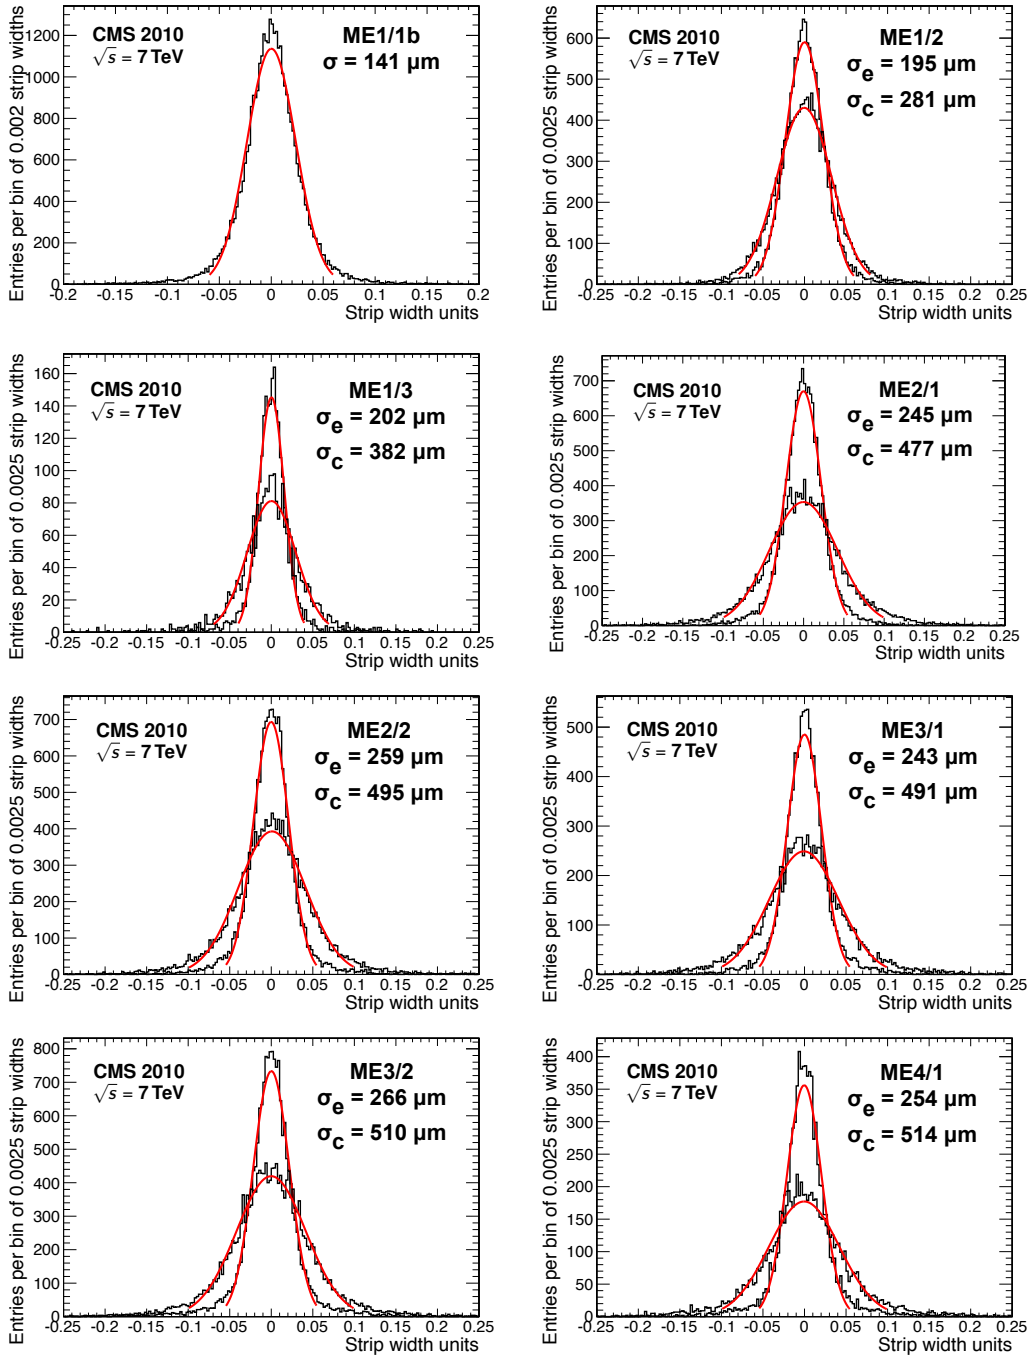 Entries per bin of 0.002 strip widths
CMS 2010
√s = 7 TeV
ME1/1b
σ = 141 µm
1200
1000
800
600
400
200
0
-0.2 -0.15 -0.1 -0.05 0 0.05 0.1 0.15 0.2
Strip width units
Entries per bin of 0.0025 strip widths
CMS 2010
√s = 7 TeV
ME1/2
σe = 195 µm
σc = 281 µm
600
500
400
300
200
100
0
-0.25 -0.2 -0.15 -0.1 -0.05 0 0.05 0.1 0.15 0.2 0.25
Strip width units
Entries per bin of 0.0025 strip widths
CMS 2010
√s = 7 TeV
ME1/3
σe = 202 µm
σc = 382 µm
160
140
120
100
80
60
40
20
0
-0.25 -0.2 -0.15 -0.1 -0.05 0 0.05 0.1 0.15 0.2 0.25
Strip width units
Entries per bin of 0.0025 strip widths
CMS 2010
√s = 7 TeV
ME2/1
σe = 245 µm
σc = 477 µm
700
600
500
400
300
200
100
0
-0.25 -0.2 -0.15 -0.1 -0.05 0 0.05 0.1 0.15 0.2 0.25
Strip width units
Entries per bin of 0.0025 strip widths
CMS 2010
√s = 7 TeV
ME2/2
σe = 259 µm
σc = 495 µm
700
600
500
400
300
200
100
0
-0.25 -0.2 -0.15 -0.1 -0.05 0 0.05 0.1 0.15 0.2 0.25
Strip width units
Entries per bin of 0.0025 strip widths
CMS 2010
√s = 7 TeV
ME3/1
σe = 243 µm
σc = 491 µm
500
400
300
200
100
0
-0.25 -0.2 -0.15 -0.1 -0.05 0 0.05 0.1 0.15 0.2 0.25
Strip width units
Entries per bin of 0.0025 strip widths
CMS 2010
√s = 7 TeV
ME3/2
σe = 266 µm
σc = 510 µm
800
700
600
500
400
300
200
100
0
-0.25 -0.2 -0.15 -0.1 -0.05 0 0.05 0.1 0.15 0.2 0.25
Strip width units
Entries per bin of 0.0025 strip widths
CMS 2010
√s = 7 TeV
ME4/1
σe = 254 µm
σc = 514 µm
400
350
300
250
200
150
100
50
0
-0.25 -0.2 -0.15 -0.1 -0.05 0 0.05 0.1 0.15 0.2 0.25
Strip width units